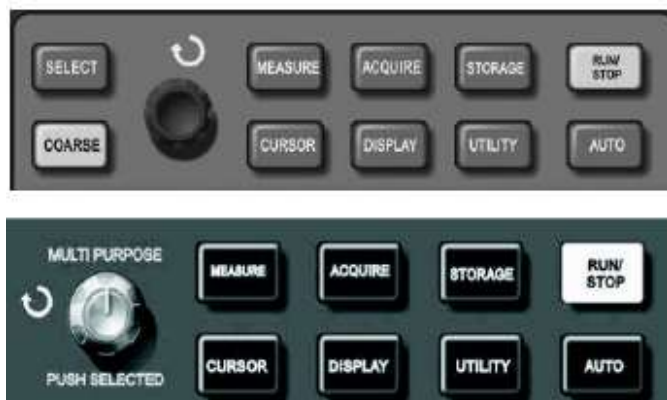 SELECT MEASURE ACQUIRE STORAGE RUN/
STOP
COARSE CURSOR DISPLAY UTILITY AUTO
MULTI PURPOSE
MEASURE ACQUIRE STORAGE RUN/
STOP
PUSH SELECTED
CURSOR DISPLAY UTILITY AUTO